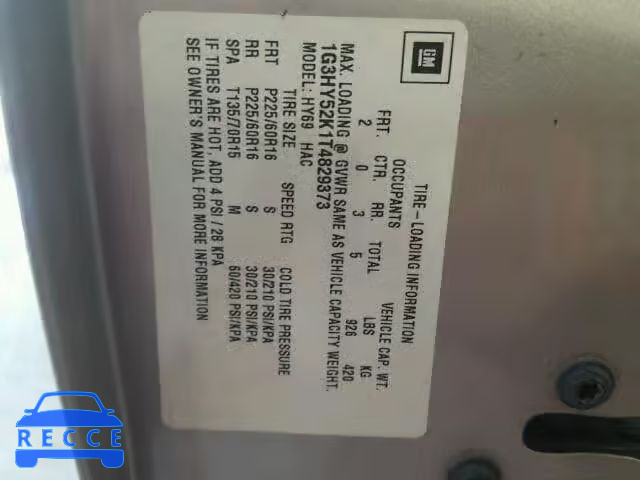 GM
TIRE-LOADING INFORMATION
OCCUPANTS VEHICLE CAP. WT.
FRT. CTR. RR. TOTAL LBS KG
2 0 3 5 926 420
MAX. LOADING @ GVWR SAME AS VEHICLE CAPACITY WEIGHT.
1G3HY52K1T4829373
MODEL: HY69 HAC
TIRE SIZE SPEED RTG COLD TIRE PRESSURE
FRT P225/60R16 S 30/210 PSI/KPA
RR P225/60R16 S 30/210 PSI/KPA
SPA T135/70R15 M 60/420 PSI/KPA
IF TIRES ARE HOT, ADD 4 PSI / 28 KPA
SEE OWNER'S MANUAL FOR MORE INFORMATION
RECCE